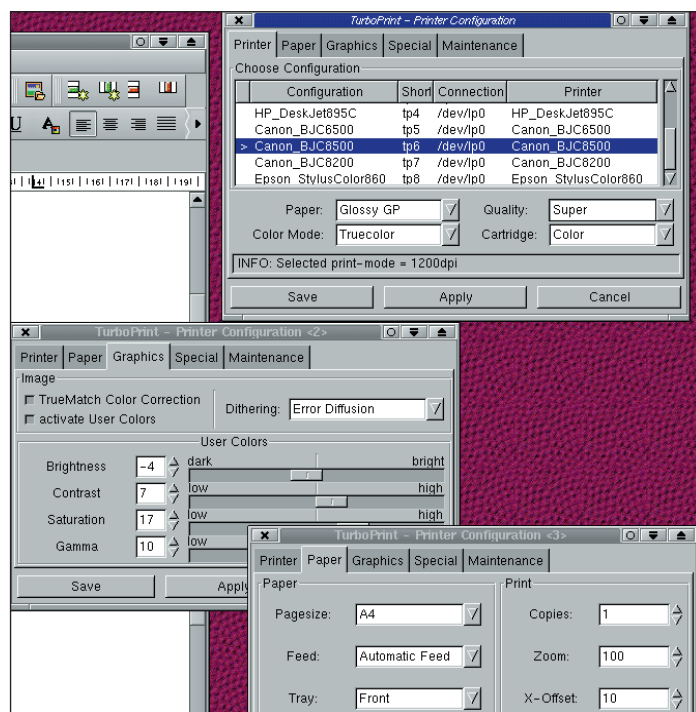 TurboPrint - Printer Configuration
Printer Paper Graphics Special Maintenance
Choose Configuration
Configuration Short Connection Printer
HP_DeskJet895C tp4 /dev/lp0 HP_DeskJet895C
Canon_BJC6500 tp5 /dev/lp0 Canon_BJC6500
> Canon_BJC8500 tp6 /dev/lp0 Canon_BJC8500
Canon_BJC8200 tp7 /dev/lp0 Canon_BJC8200
Epson_StylusColor860 tp8 /dev/lp0 Epson_StylusColor860
Paper: Glossy GP Quality: Super
Color Mode: Truecolor Cartridge: Color
INFO: Selected print-mode = 1200dpi
Save Apply Cancel
U A
14 15 16 17 18 19
TurboPrint - Printer Configuration <2>
Printer Paper Graphics Special Maintenance
Image
TrueMatch Color Correction
activate User Colors
Dithering: Error Diffusion
User Colors
Brightness -4 dark bright
Contrast 7 low high
Saturation 17 low high
Gamma 10 low
Save Apply
TurboPrint - Printer Configuration <3>
Printer Paper Graphics Special Maintenance
Paper Print
Pagesize: A4 Copies: 1
Feed: Automatic Feed Zoom: 100
Tray: Front X-Offset: 10